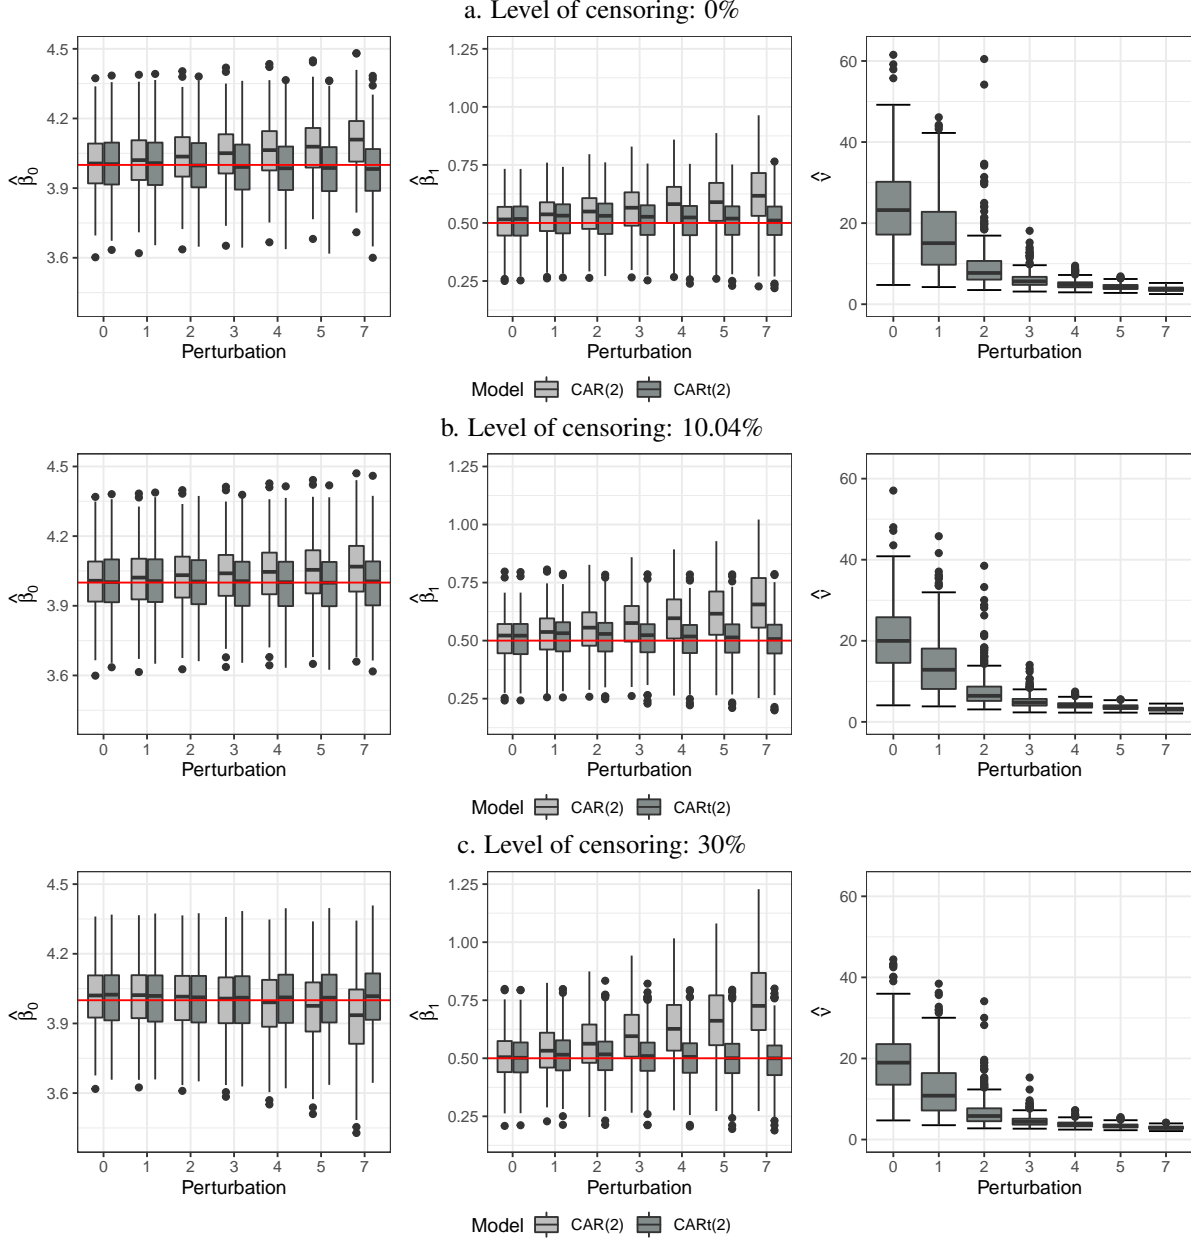 a. Level of censoring: 0%
4.5
4.2
3.9
3.6
β̂0
0 1 2 3 4 5 7
Perturbation
1.25
1.00
0.75
0.50
0.25
β̂1
0 1 2 3 4 5 7
Perturbation
60
40
20
0
ν̂
0 1 2 3 4 5 7
Perturbation
Model CAR(2) CARt(2)
b. Level of censoring: 10.04%
4.5
4.2
3.9
3.6
β̂0
0 1 2 3 4 5 7
Perturbation
1.25
1.00
0.75
0.50
0.25
β̂1
0 1 2 3 4 5 7
Perturbation
60
40
20
0
ν̂
0 1 2 3 4 5 7
Perturbation
Model CAR(2) CARt(2)
c. Level of censoring: 30%
4.5
4.2
3.9
3.6
β̂0
0 1 2 3 4 5 7
Perturbation
1.25
1.00
0.75
0.50
0.25
β̂1
0 1 2 3 4 5 7
Perturbation
60
40
20
0
ν̂
0 1 2 3 4 5 7
Perturbation
Model CAR(2) CARt(2)